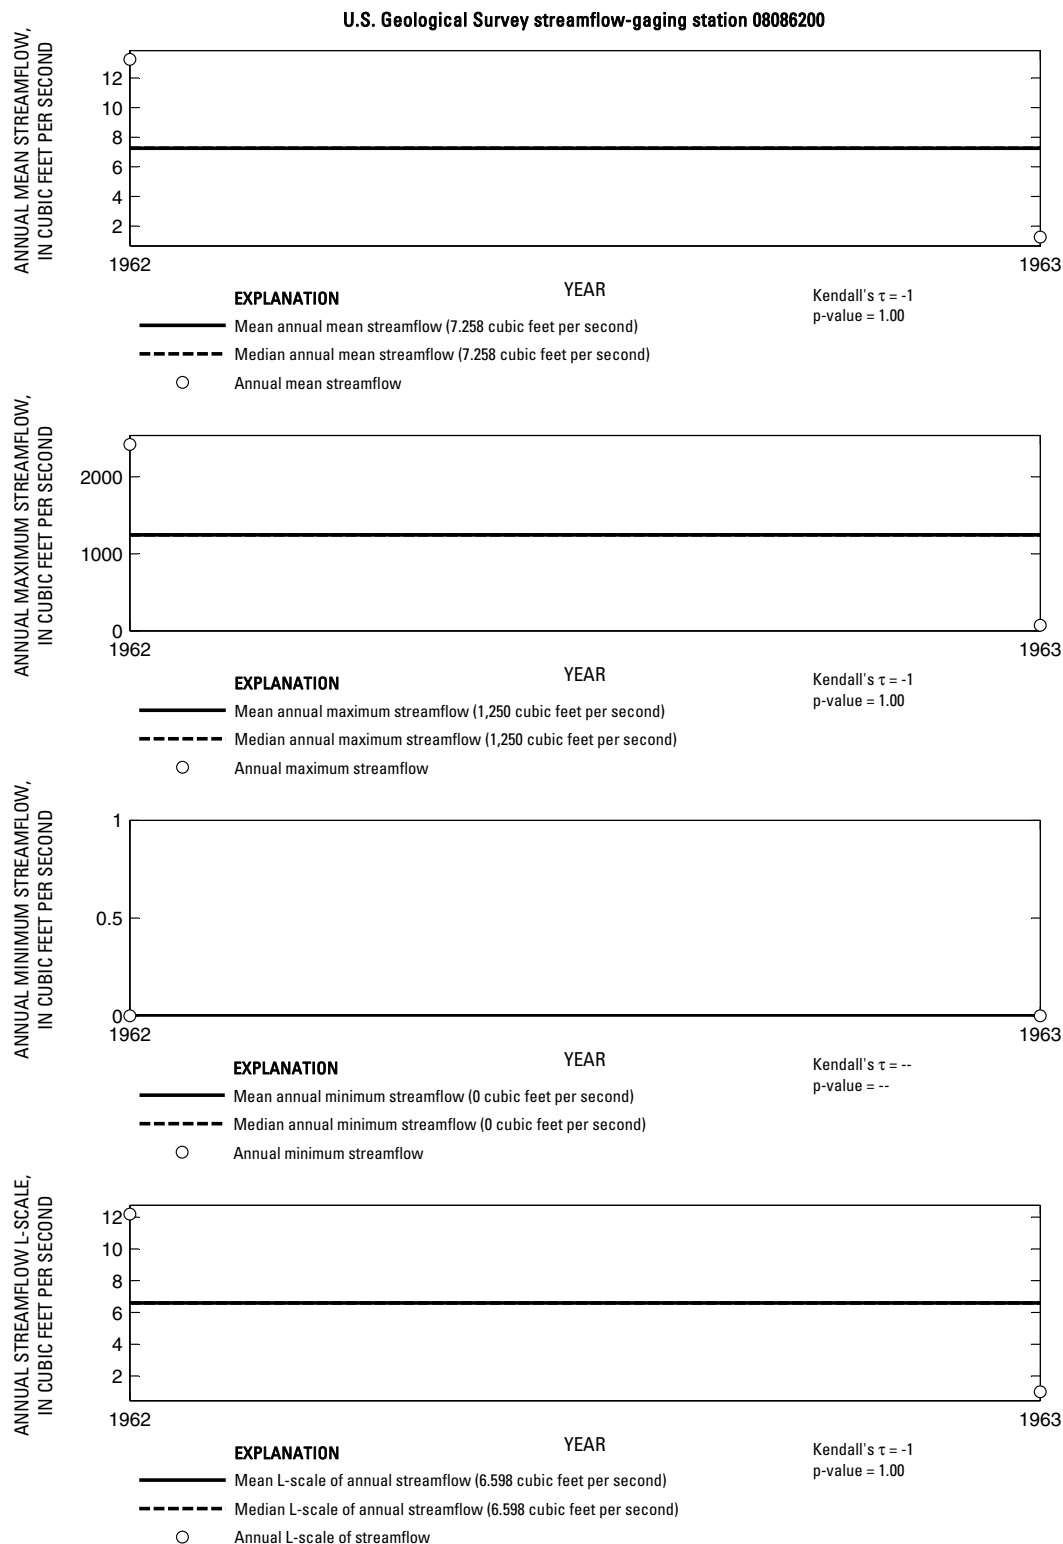 U.S. Geological Survey streamflow-gaging station 08086200
ANNUAL MEAN STREAMFLOW,
IN CUBIC FEET PER SECOND
12
10
8
6
4
2
1962
1963
YEAR
EXPLANATION
Mean annual mean streamflow (7.258 cubic feet per second)
Median annual mean streamflow (7.258 cubic feet per second)
Annual mean streamflow
Kendall's τ = -1
p-value = 1.00
ANNUAL MAXIMUM STREAMFLOW,
IN CUBIC FEET PER SECOND
2000
1000
0
1962
1963
YEAR
EXPLANATION
Mean annual maximum streamflow (1,250 cubic feet per second)
Median annual maximum streamflow (1,250 cubic feet per second)
Annual maximum streamflow
Kendall's τ = -1
p-value = 1.00
ANNUAL MINIMUM STREAMFLOW,
IN CUBIC FEET PER SECOND
1
0.5
0
1962
1963
YEAR
EXPLANATION
Mean annual minimum streamflow (0 cubic feet per second)
Median annual minimum streamflow (0 cubic feet per second)
Annual minimum streamflow
Kendall's τ = --
p-value = --
ANNUAL STREAMFLOW L-SCALE,
IN CUBIC FEET PER SECOND
12
10
8
6
4
2
1962
1963
YEAR
EXPLANATION
Mean L-scale of annual streamflow (6.598 cubic feet per second)
Median L-scale of annual streamflow (6.598 cubic feet per second)
Annual L-scale of streamflow
Kendall's τ = -1
p-value = 1.00